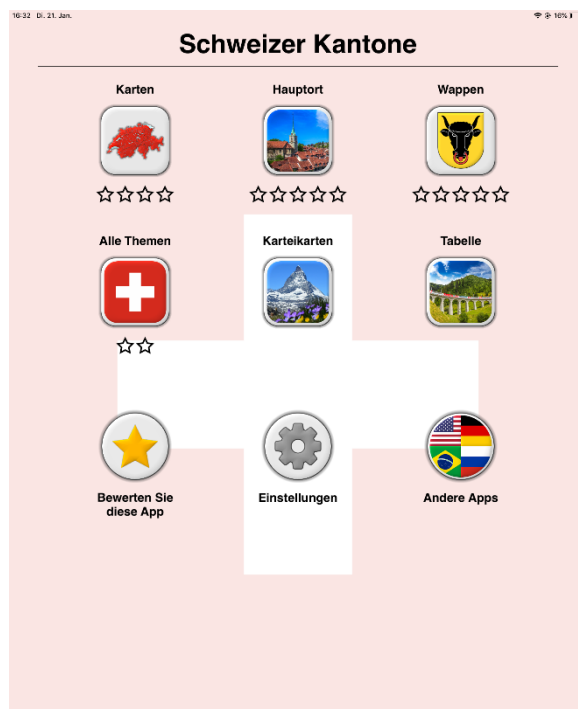 16:32 Di. 21. Jan. 16%
Schweizer Kantone
Karten Hauptort Wappen
Alle Themen Karteikarten Tabelle
Bewerten Sie
diese App
Einstellungen
Andere Apps